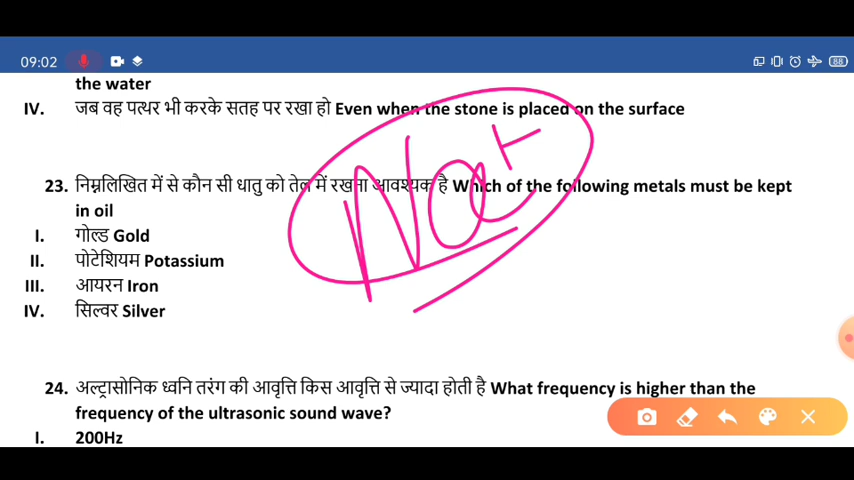 09:02
88
the water
IV. जब वह पत्थर भी करके सतह पर रखा हो Even when the stone is placed on the surface
23. निम्नलिखित में से कौन सी धातु को तेल में रखना आवश्यक है Which of the following metals must be kept
in oil
I. गोल्ड Gold
II. पोटेशियम Potassium
III. आयरन Iron
IV. सिल्वर Silver
24. अल्ट्रासोनिक ध्वनि तरंग की आवृत्ति किस आवृत्ति से ज्यादा होती है What frequency is higher than the
frequency of the ultrasonic sound wave?
I. 200Hz